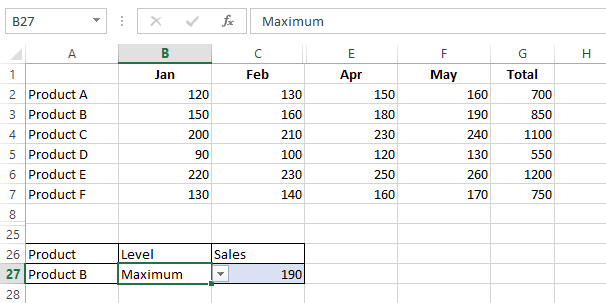 B27 fx Maximum
A B C E F G H
1 Jan Feb Apr May Total
2 Product A 120 130 150 160 700
3 Product B 150 160 180 190 850
4 Product C 200 210 230 240 1100
5 Product D 90 100 120 130 550
6 Product E 220 230 250 260 1200
7 Product F 130 140 160 170 750
8
25
26 Product Level Sales
27 Product B Maximum 190
28